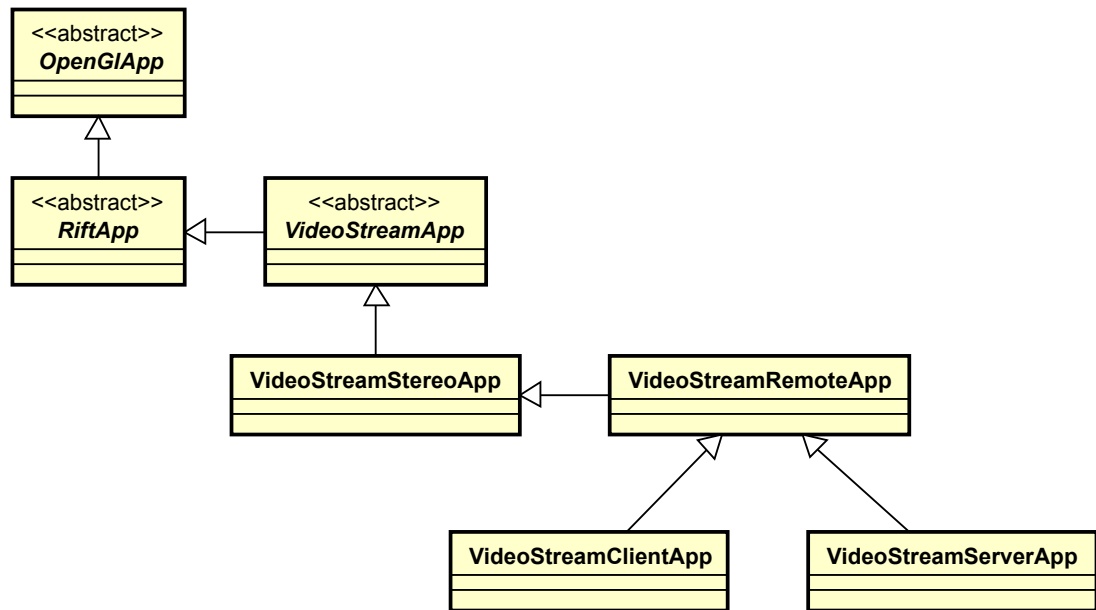 <<abstract>>
OpenGlApp
<<abstract>>
RiftApp
<<abstract>>
VideoStreamApp
VideoStreamStereoApp
VideoStreamRemoteApp
VideoStreamClientApp
VideoStreamServerApp